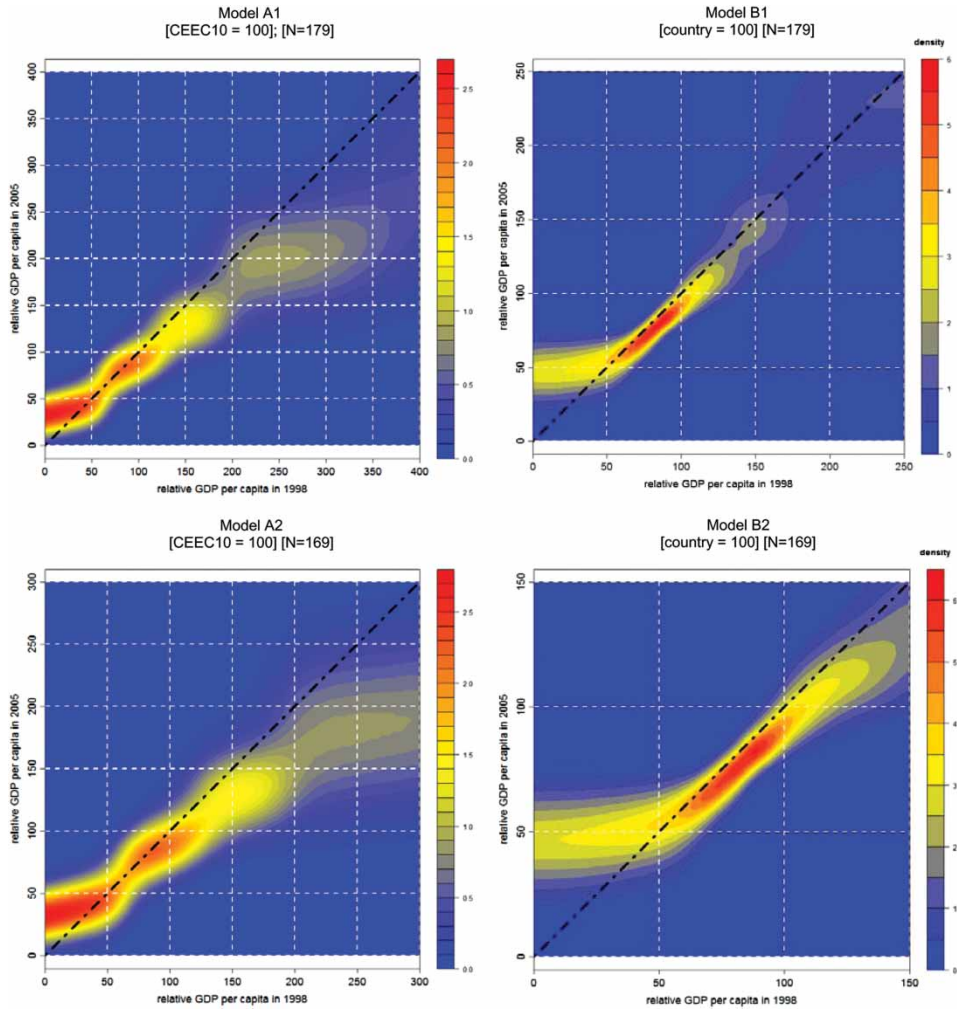 Model A1
[CEEC10 = 100]; [N=179]
relative GDP per capita in 2005
400
350
300
250
200
150
100
50
0
0 50 100 150 200 250 300 350 400
relative GDP per capita in 1998
2.5
2.0
1.5
1.0
0.5
0.0
Model B1
[country = 100] [N=179]
density
relative GDP per capita in 2005
250
200
150
100
50
0
0 50 100 150 200 250
relative GDP per capita in 1998
6
5
4
3
2
1
0
Model A2
[CEEC10 = 100] [N=169]
relative GDP per capita in 2005
300
250
200
150
100
50
0
0 50 100 150 200 250 300
relative GDP per capita in 1998
2.5
2.0
1.5
1.0
0.5
0.0
Model B2
[country = 100] [N=169]
density
relative GDP per capita in 2005
150
100
50
0
0 50 100 150
relative GDP per capita in 1998
6
5
4
3
2
1
0